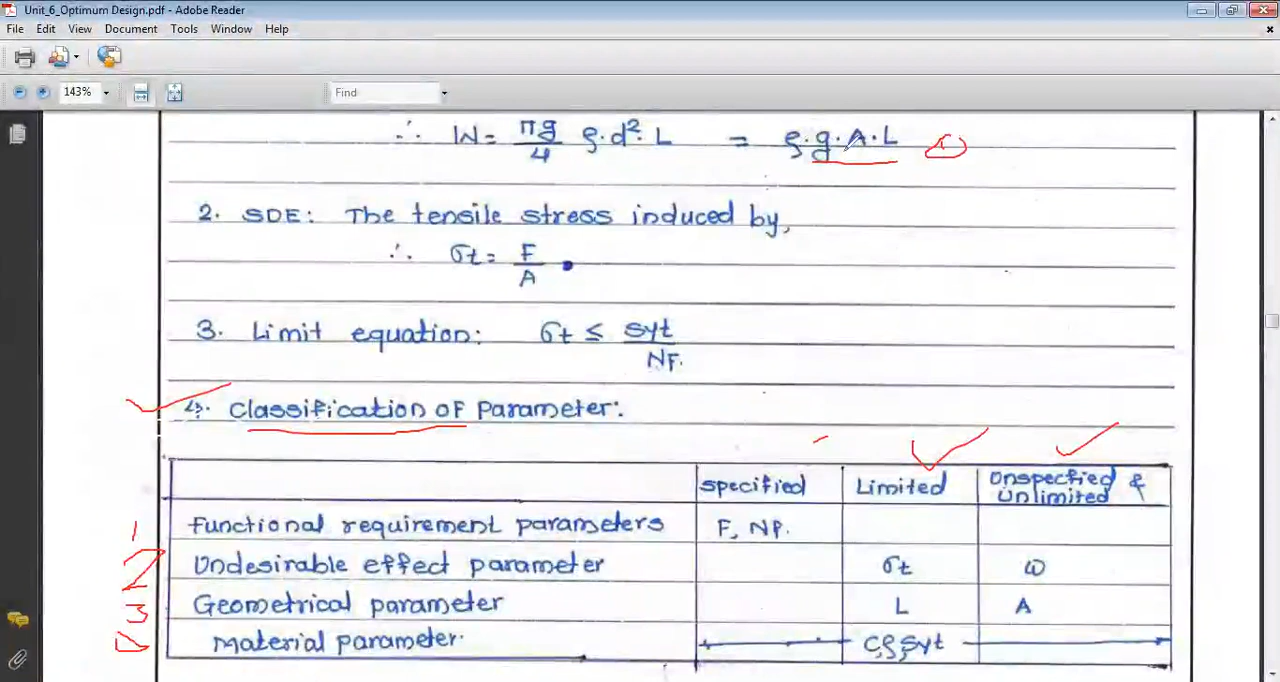 Unit_6_Optimum Design.pdf - Adobe Reader
File Edit View Document Tools Window Help
143% Find
∴ W = πg/4 ρ·d²·L = ρ·g·A·L 1
2. SDE: The tensile stress induced by,
∴ σt = F/A
3. Limit equation: σt ≤ Syt/NF.
4. Classification OF Parameter:
Specified Limited Unspecfied & Unlimited
1 Functional requirement parameters F, NF.
2 Undesirable effect parameter σt ω
3 Geometrical parameter L A
Material parameter. C,ρ,Syt